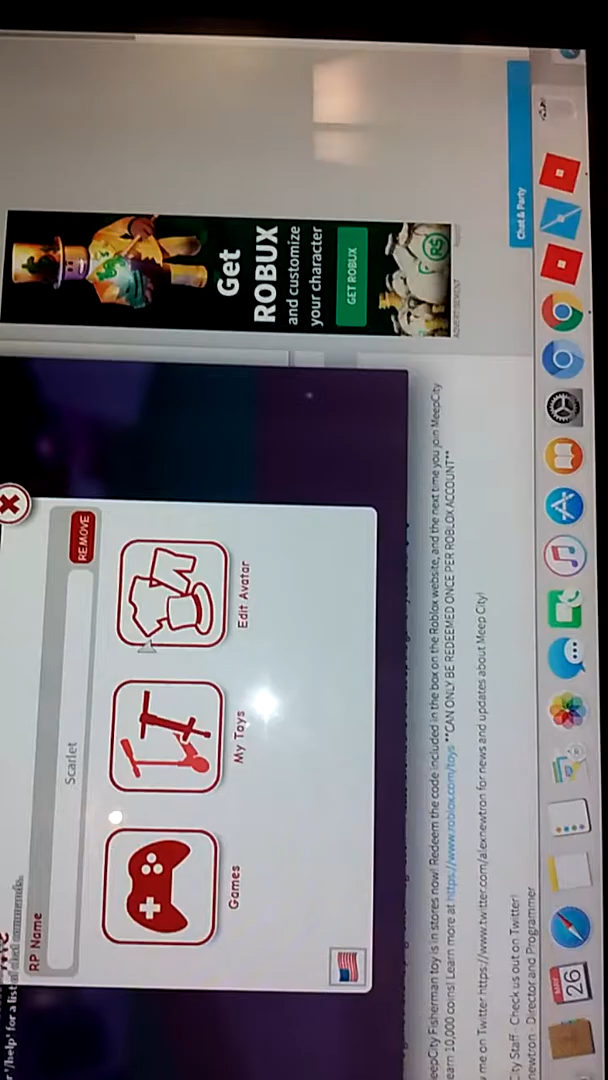 '/help' for a list of chat commands.
RP Name
Scarlet
REMOVE
Games
My Toys
Edit Avatar
Get
ROBUX
and customize
your character
GET ROBUX
R$
ADVERTISEMENT
Chat & Party
eepCity Fisherman toy is in stores now! Redeem the code included in the box on the Roblox website, and the next time you join MeepCity
earn 10,000 coins! Learn more at https://www.roblox.com/toys **CAN ONLY BE REDEEMED ONCE PER ROBLOX ACCOUNT**
me on Twitter https://www.twitter.com/alexnewtron for news and updates about Meep City!
ty Staff - Check us out on Twitter!
newtron - Director and Programmer
MAY
26